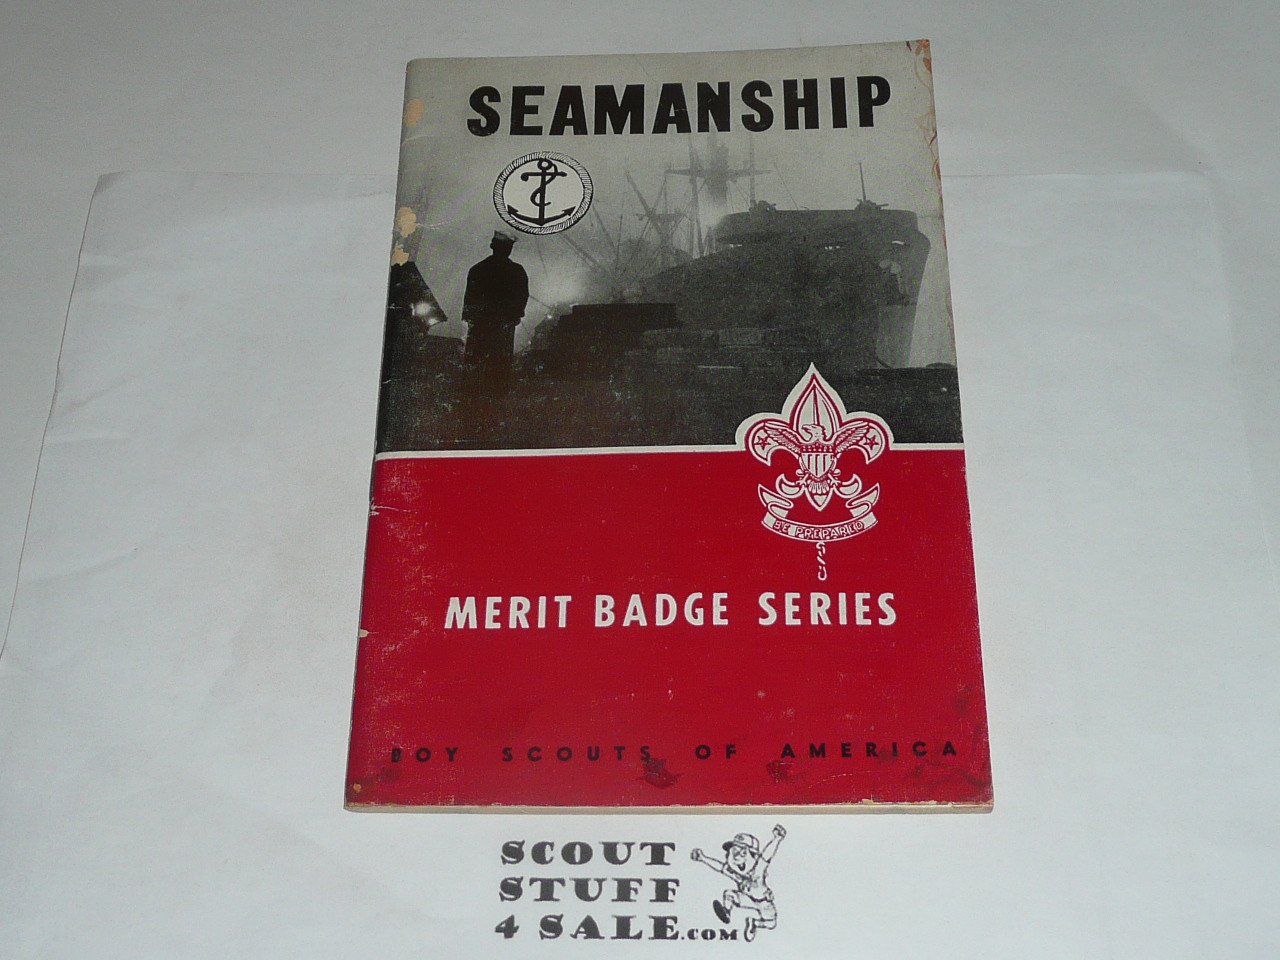 SEAMANSHIP
BE PREPARED
MERIT BADGE SERIES
BOY SCOUTS OF AMERICA
SCOUT
STUFF
4 SALE.COM